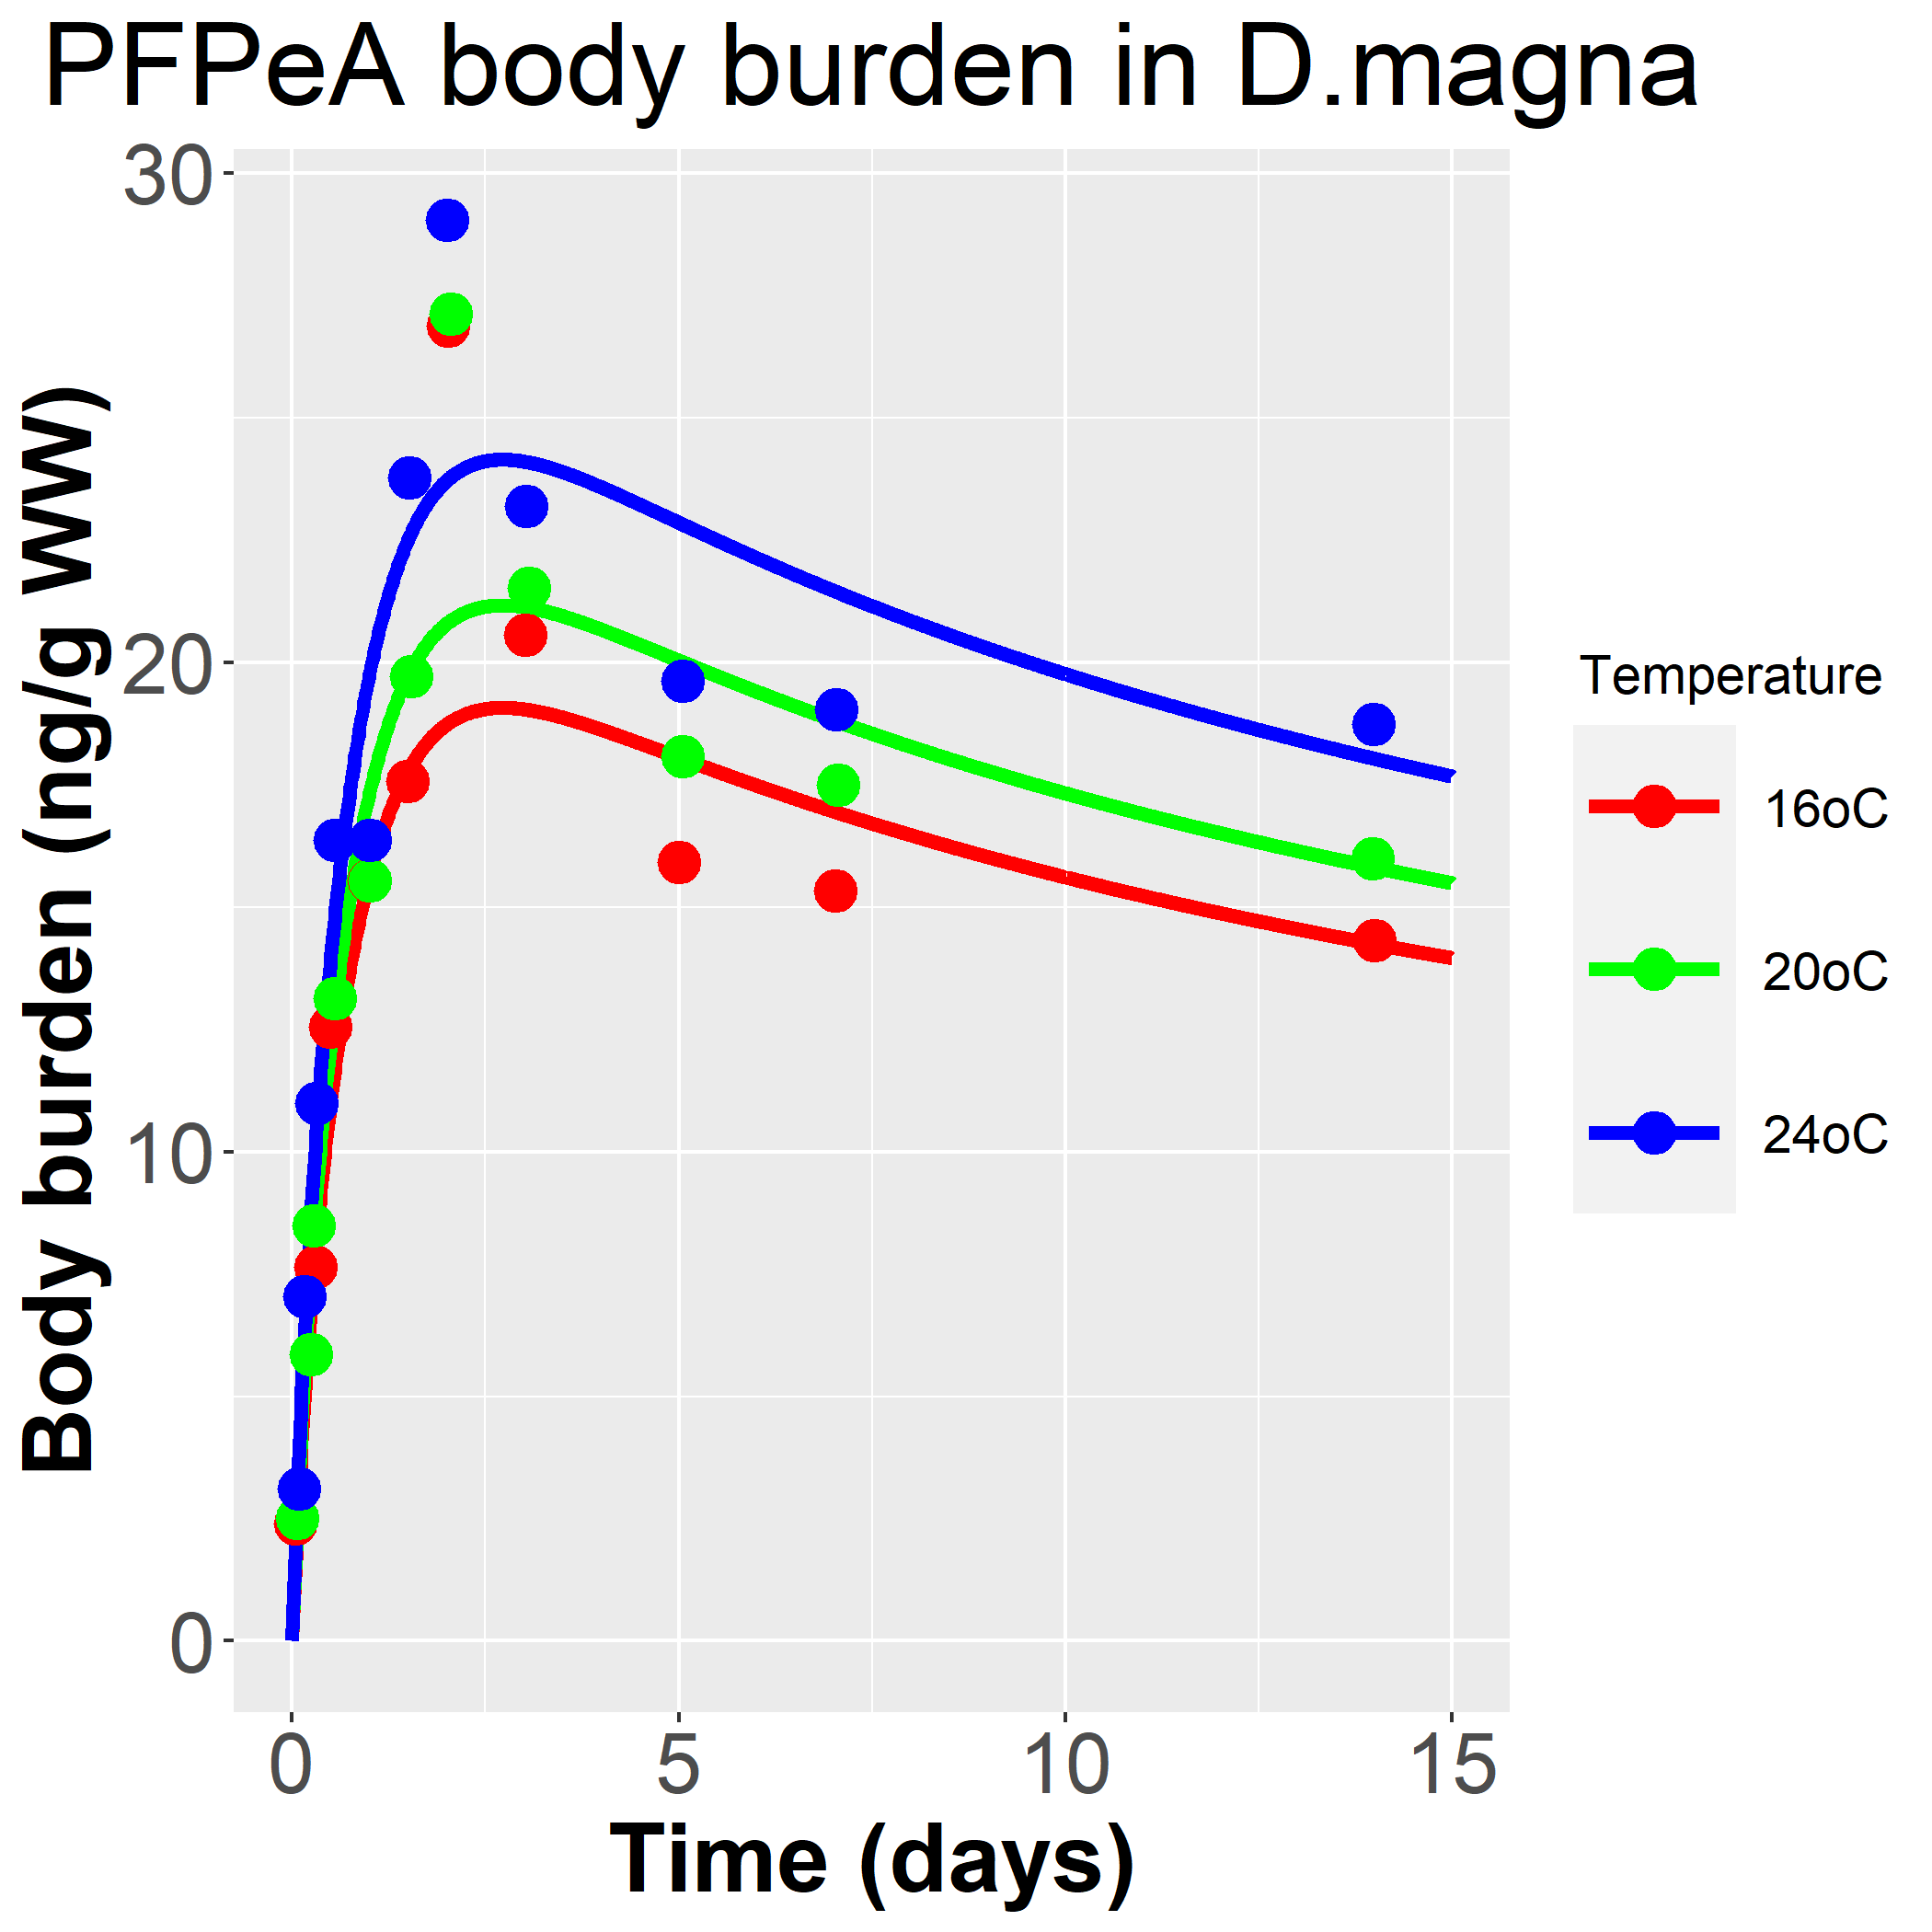 PFPeA body burden in D.magna
Body burden (ng/g WW)
30
20
10
0
0 5 10 15
Time (days)
Temperature
16oC
20oC
24oC